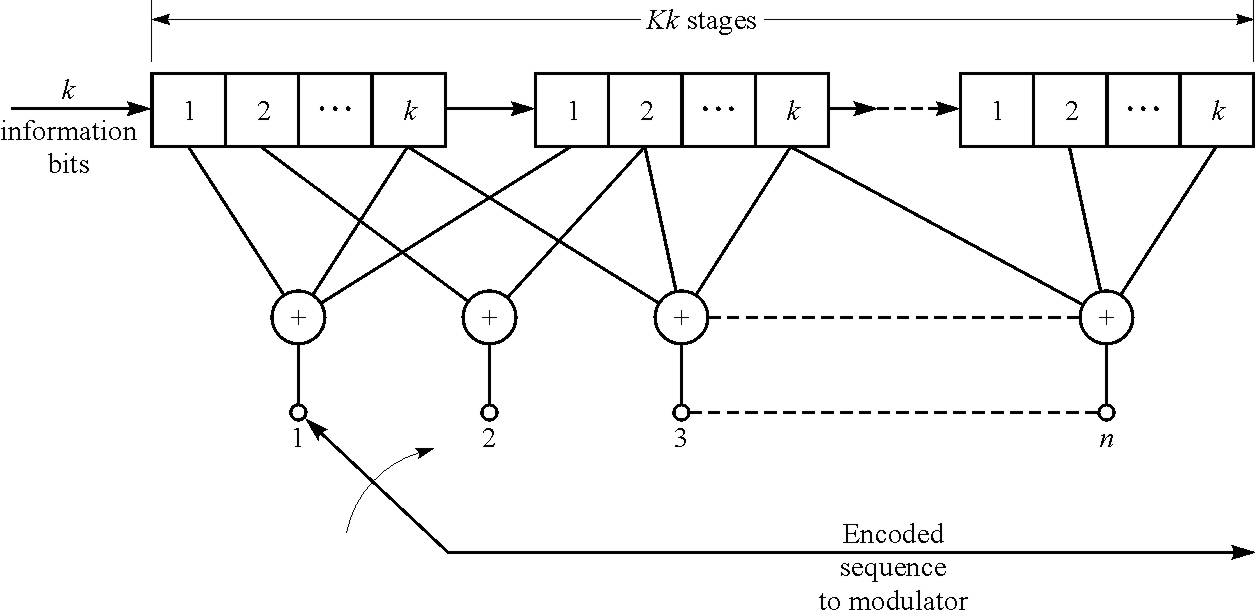 Kk stages
k
information
bits
1 2 ··· k 1 2 ··· k 1 2 ··· k
+ + + +
1 2 3 n
Encoded
sequence
to modulator